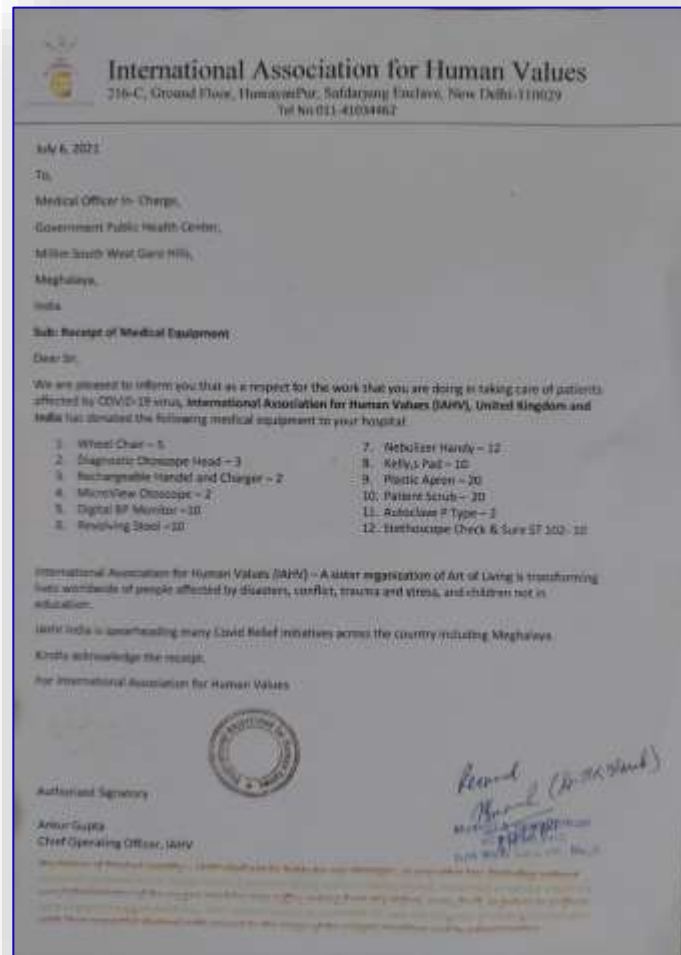 International Association for Human Values
216-C, Ground Floor, HumayunPur, Safdarjung Enclave, New Delhi-110029
Tel No:011-41034462
July 6, 2021
To,
Medical Officer In- Charge,
Government Public Health Center,
South West Garo Hills,
Meghalaya,
India
Sub: Receipt of Medical Equipment
Dear Sir,
We are pleased to inform you that as a respect for the work that you are doing in taking care of patients
affected by COVID-19 virus, International Association for Human Values (IAHV), United Kingdom and
India has donated the following medical equipment to your hospital
1. Wheel Chair – 5
2. Diagnostic Otoscope Head – 3
3. Rechargeable Handel and Charger – 2
4. MicroView Otoscope – 2
5. Digital BP Monitor –10
6. Revolving Stool –10
7. Nebulizer Handy – 12
8. Kelly,s Pad – 10
9. Plastic Apron – 20
10. Patient Scrub – 20
11. Autoclave P Type – 2
12. Stethoscope Check & Sure ST 102- 10
International Association for Human Values (IAHV) – A sister organization of Art of Living is transforming
lives worldwide of people affected by disasters, conflict, trauma and stress, and children not in
education.
IAHV India is spearheading many Covid Relief initiatives across the country including Meghalaya
Kindly acknowledge the receipt.
For International Association for Human Values
Authorised Signatory
Ankur Gupta
Chief Operating Officer, IAHV